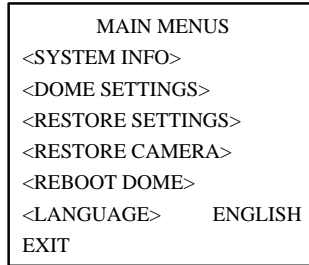 MAIN MENUS
<SYSTEM INFO>
<DOME SETTINGS>
<RESTORE SETTINGS>
<RESTORE CAMERA>
<REBOOT DOME>
<LANGUAGE> ENGLISH
EXIT